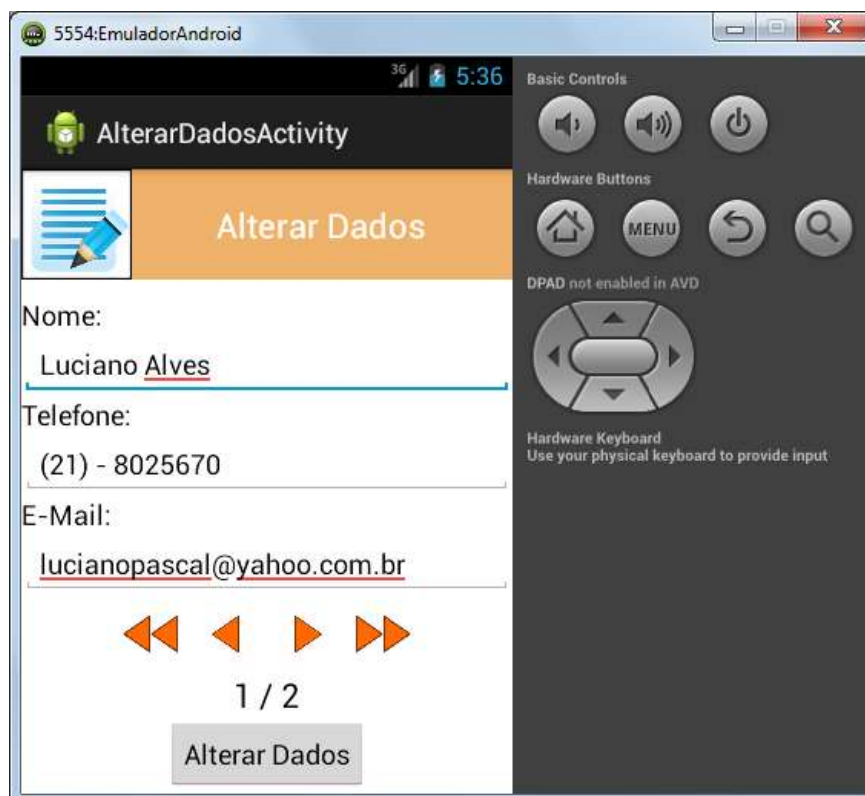 5554:EmuladorAndroid
3G 5:36
AlterarDadosActivity
Alterar Dados
Nome:
Luciano Alves
Telefone:
(21) - 8025670
E-Mail:
lucianopascal@yahoo.com.br
1 / 2
Alterar Dados
Basic Controls
Hardware Buttons
MENU
DPAD not enabled in AVD
Hardware Keyboard
Use your physical keyboard to provide input